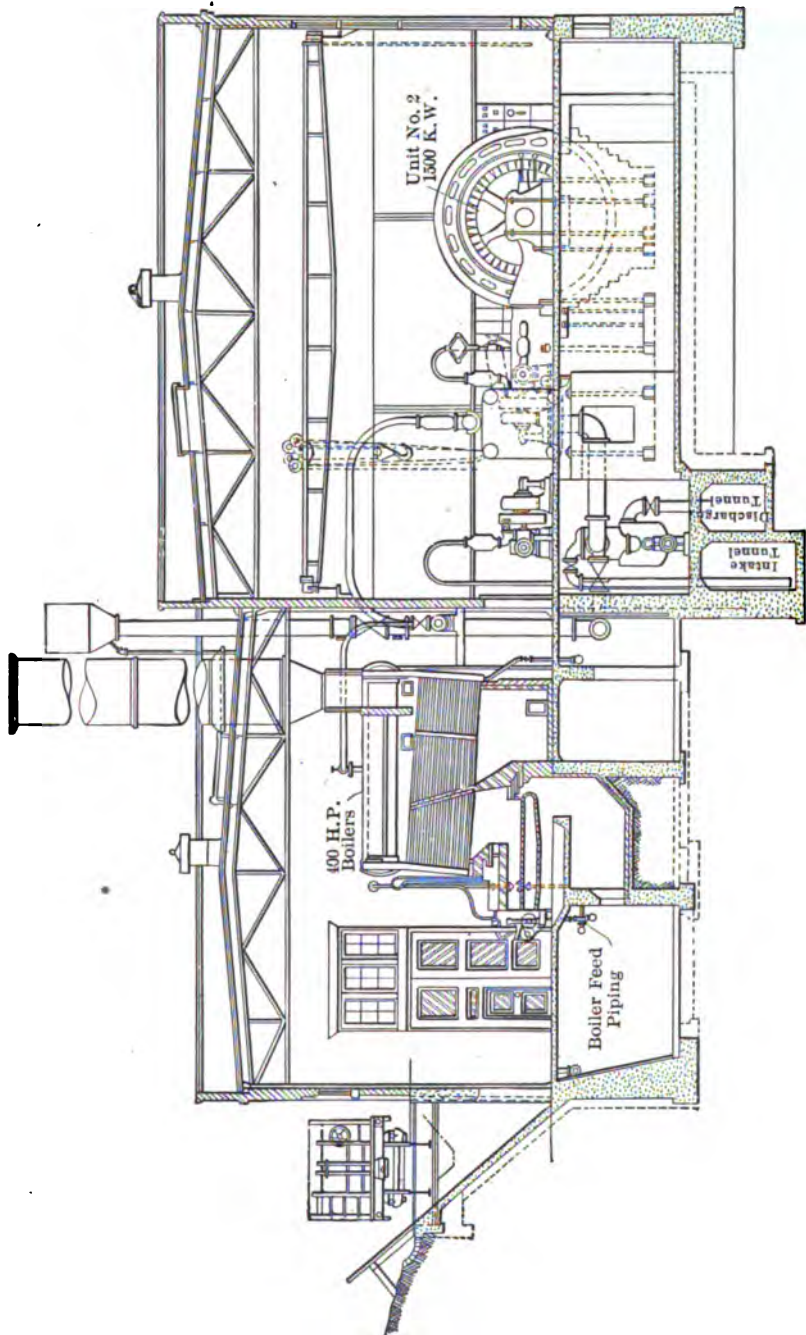 Unit No. 2
1500 K.W.
400 H.P.
Boilers
Boiler Feed
Piping
Intake
Tunnel
Discharge
Tunnel